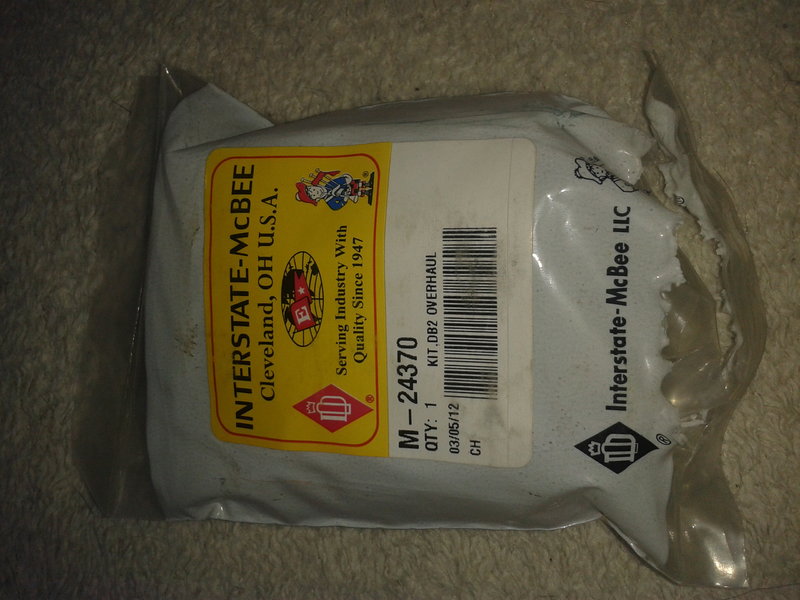 INTERSTATE-McBEE
Cleveland, OH U.S.A.
E
Serving Industry With
Quality Since 1947
D
®
®
M-24370
QTY: 1 KIT,DB2 OVERHAUL
03/05/12
CH
Interstate-McBee LLC
®